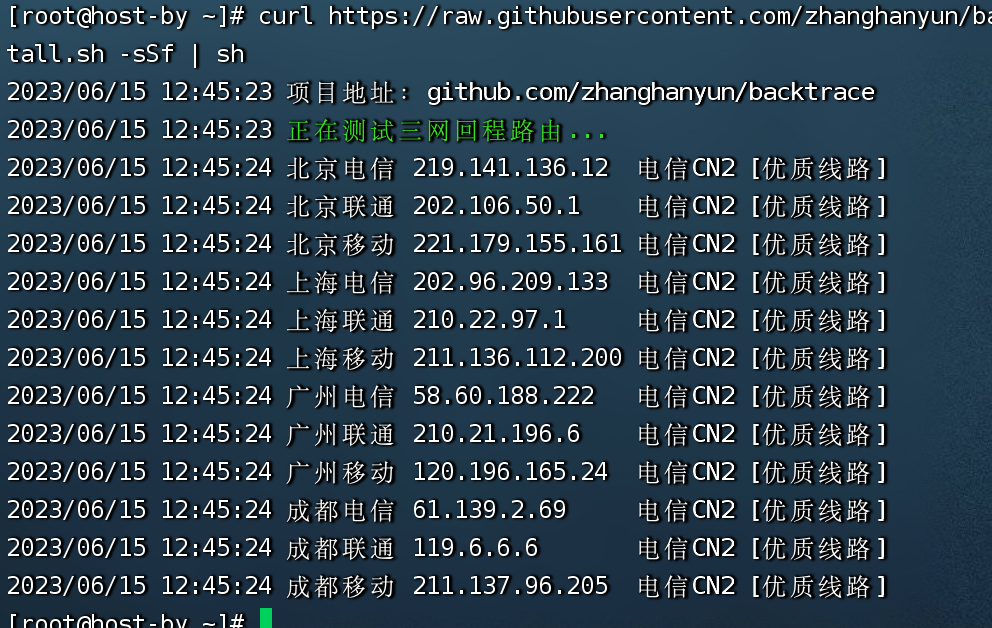 [root@host-by ~]# curl https://raw.githubusercontent.com/zhanghanyun/ba
tall.sh -sSf | sh
2023/06/15 12:45:23 项目地址: github.com/zhanghanyun/backtrace
2023/06/15 12:45:23 正在测试三网回程路由...
2023/06/15 12:45:24 北京电信 219.141.136.12 电信CN2 [优质线路]
2023/06/15 12:45:24 北京联通 202.106.50.1 电信CN2 [优质线路]
2023/06/15 12:45:24 北京移动 221.179.155.161 电信CN2 [优质线路]
2023/06/15 12:45:24 上海电信 202.96.209.133 电信CN2 [优质线路]
2023/06/15 12:45:24 上海联通 210.22.97.1 电信CN2 [优质线路]
2023/06/15 12:45:24 上海移动 211.136.112.200 电信CN2 [优质线路]
2023/06/15 12:45:24 广州电信 58.60.188.222 电信CN2 [优质线路]
2023/06/15 12:45:24 广州联通 210.21.196.6 电信CN2 [优质线路]
2023/06/15 12:45:24 广州移动 120.196.165.24 电信CN2 [优质线路]
2023/06/15 12:45:24 成都电信 61.139.2.69 电信CN2 [优质线路]
2023/06/15 12:45:24 成都联通 119.6.6.6 电信CN2 [优质线路]
2023/06/15 12:45:24 成都移动 211.137.96.205 电信CN2 [优质线路]
[root@host-by ~]#